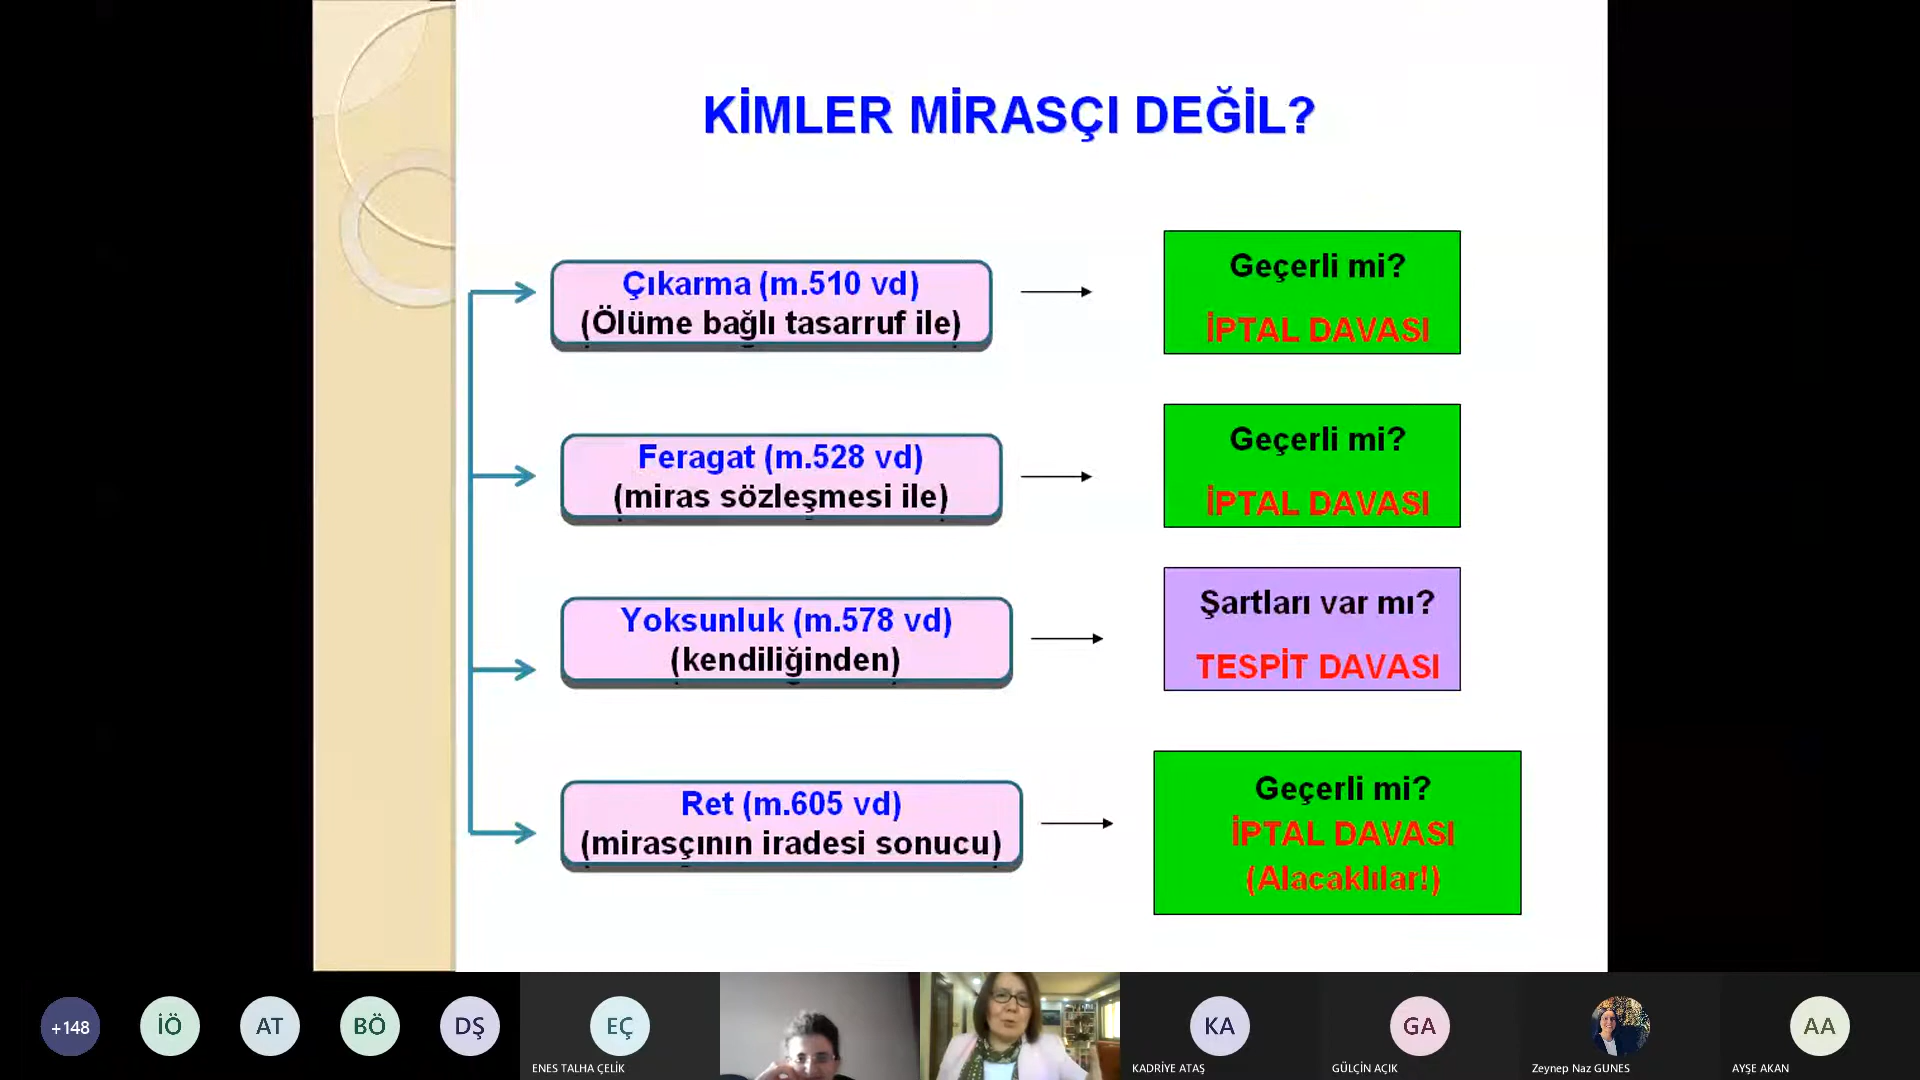 KİMLER MİRASÇI DEĞİL?
Çıkarma (m.510 vd)
(Ölüme bağlı tasarruf ile)
Geçerli mi?
İPTAL DAVASI
Feragat (m.528 vd)
(miras sözleşmesi ile)
Geçerli mi?
İPTAL DAVASI
Yoksunluk (m.578 vd)
(kendiliğinden)
Şartları var mı?
TESPİT DAVASI
Ret (m.605 vd)
(mirasçının iradesi sonucu)
Geçerli mi?
İPTAL DAVASI
(Alacaklılar!)
+148
İÖ
AT
BÖ
DŞ
EÇ
ENES TALHA ÇELİK
KA
KADRİYE ATAŞ
GA
GÜLÇİN AÇIK
Zeynep Naz GUNES
AA
AYŞE AKAN